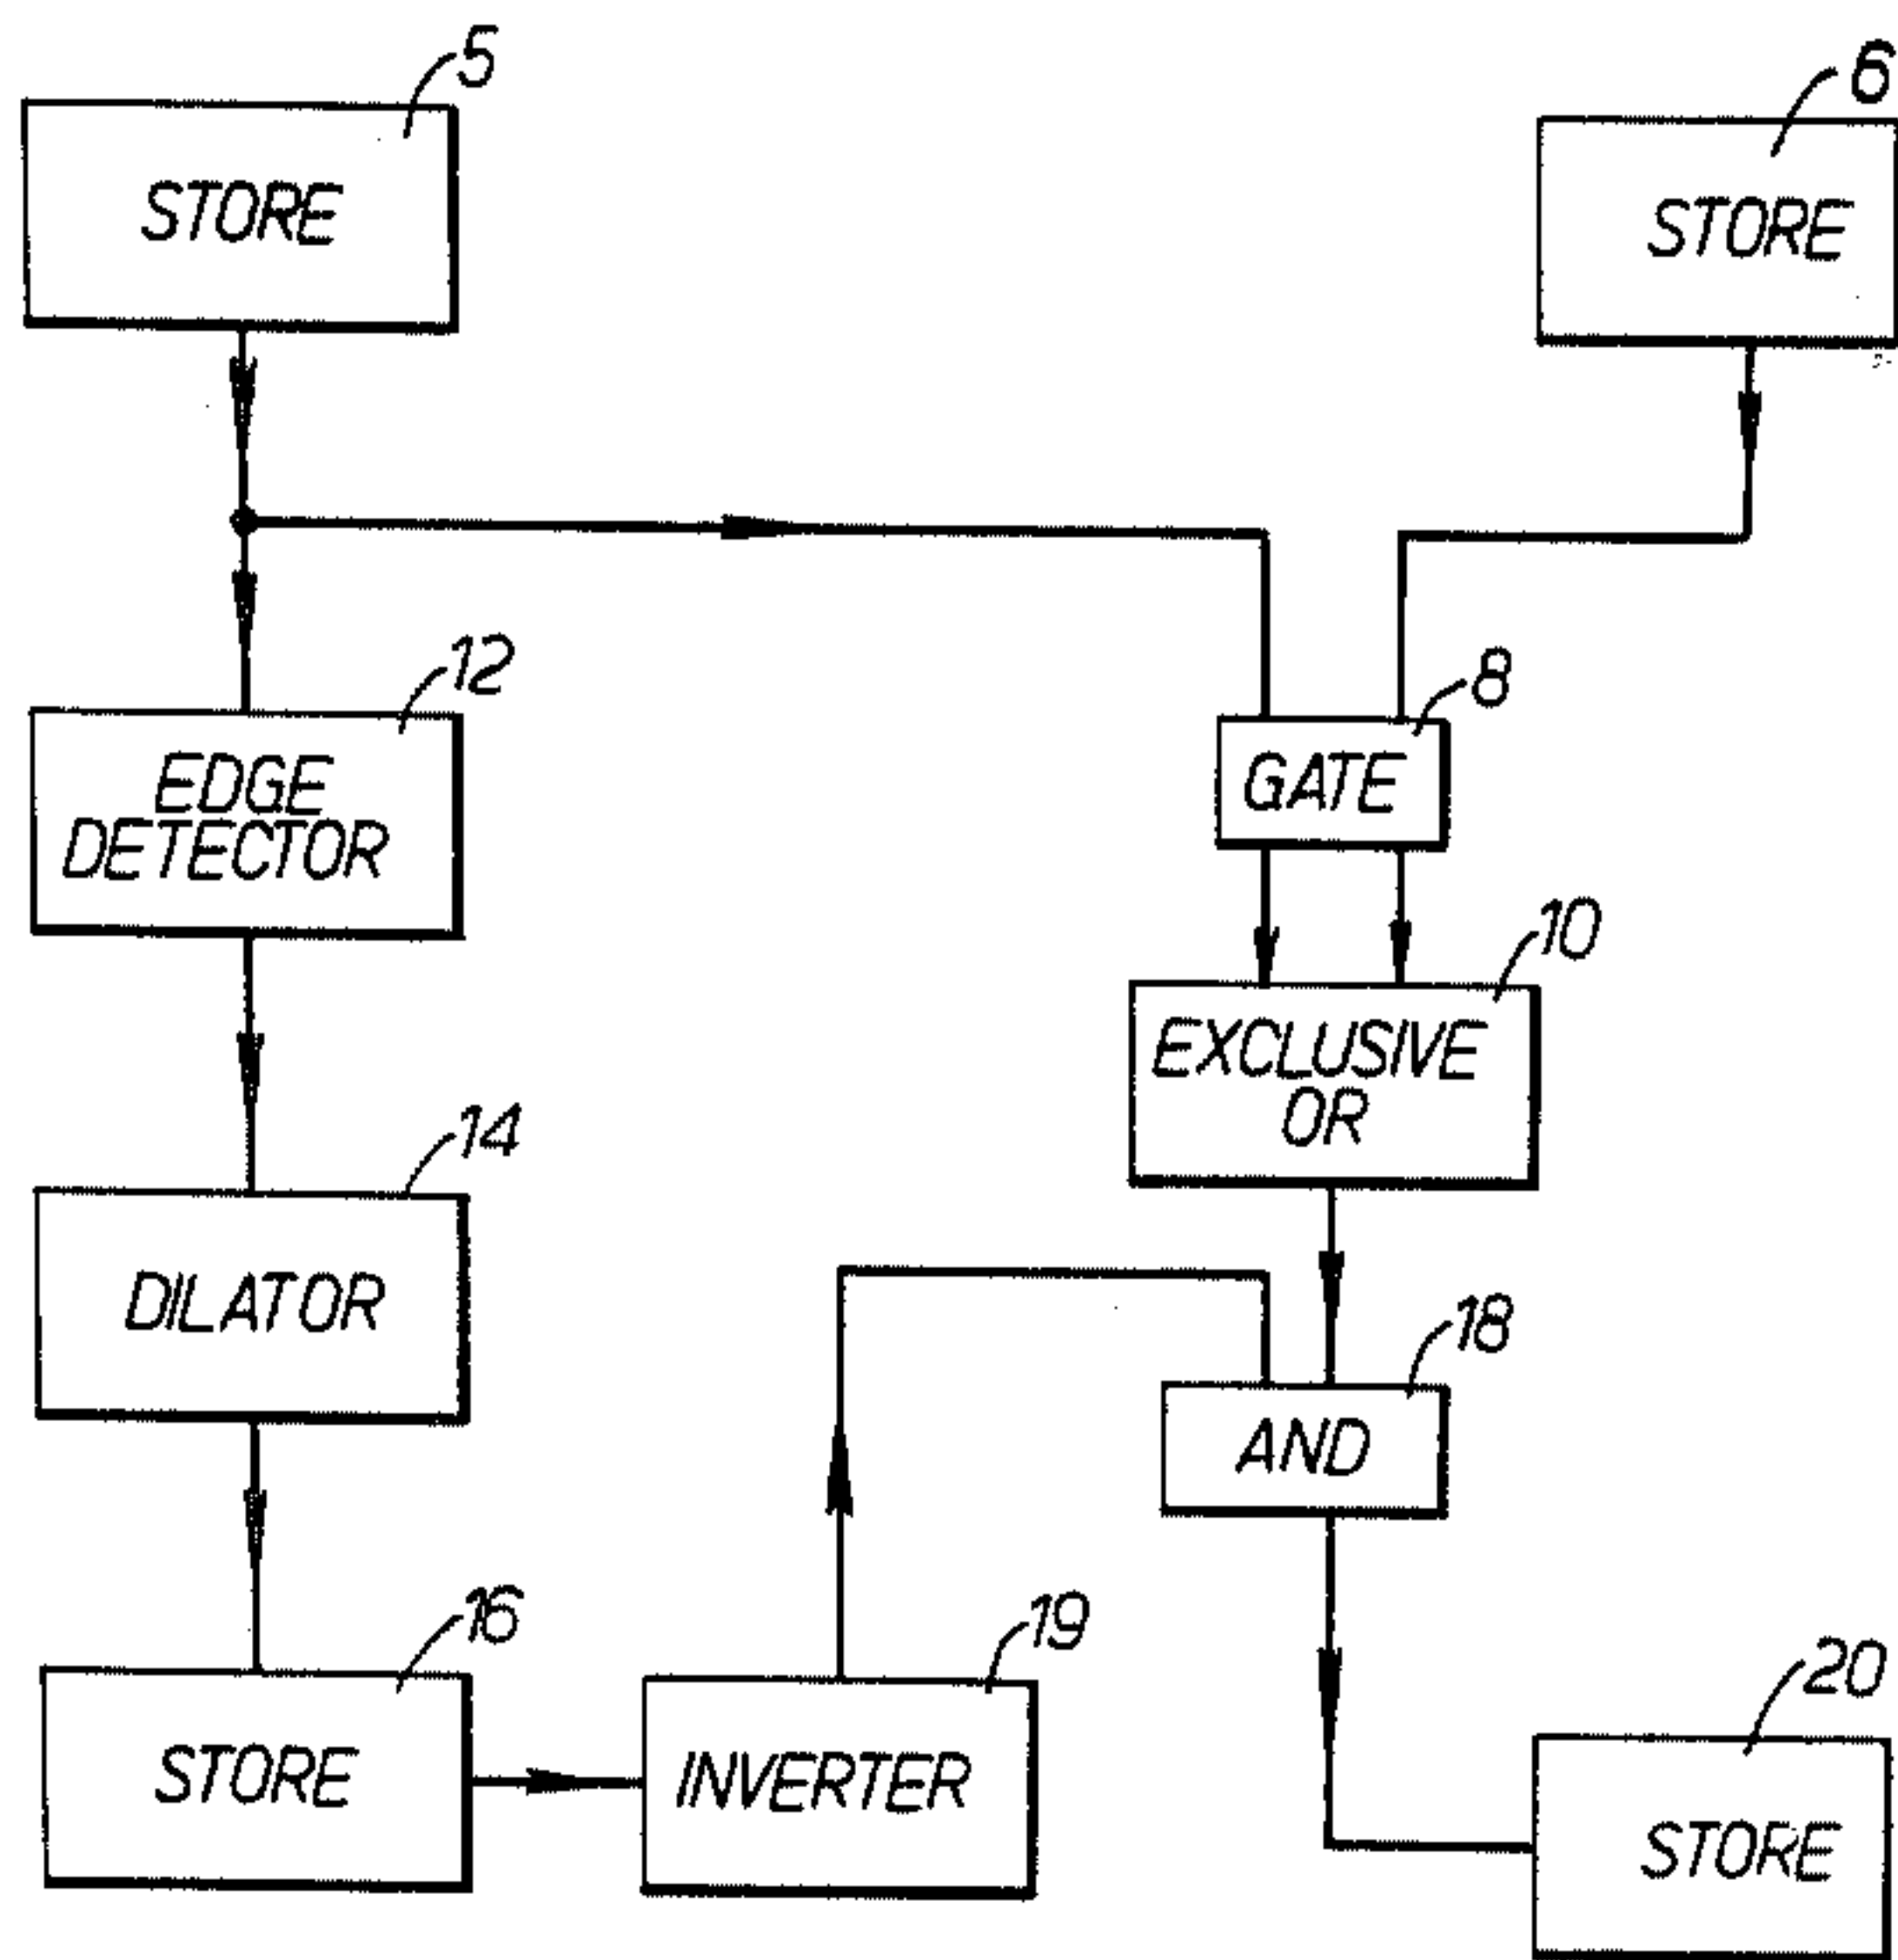 5
STORE
6
STORE
12
EDGE
DETECTOR
8
GATE
10
EXCLUSIVE
OR
14
DILATOR
18
AND
16
STORE
19
INVERTER
20
STORE